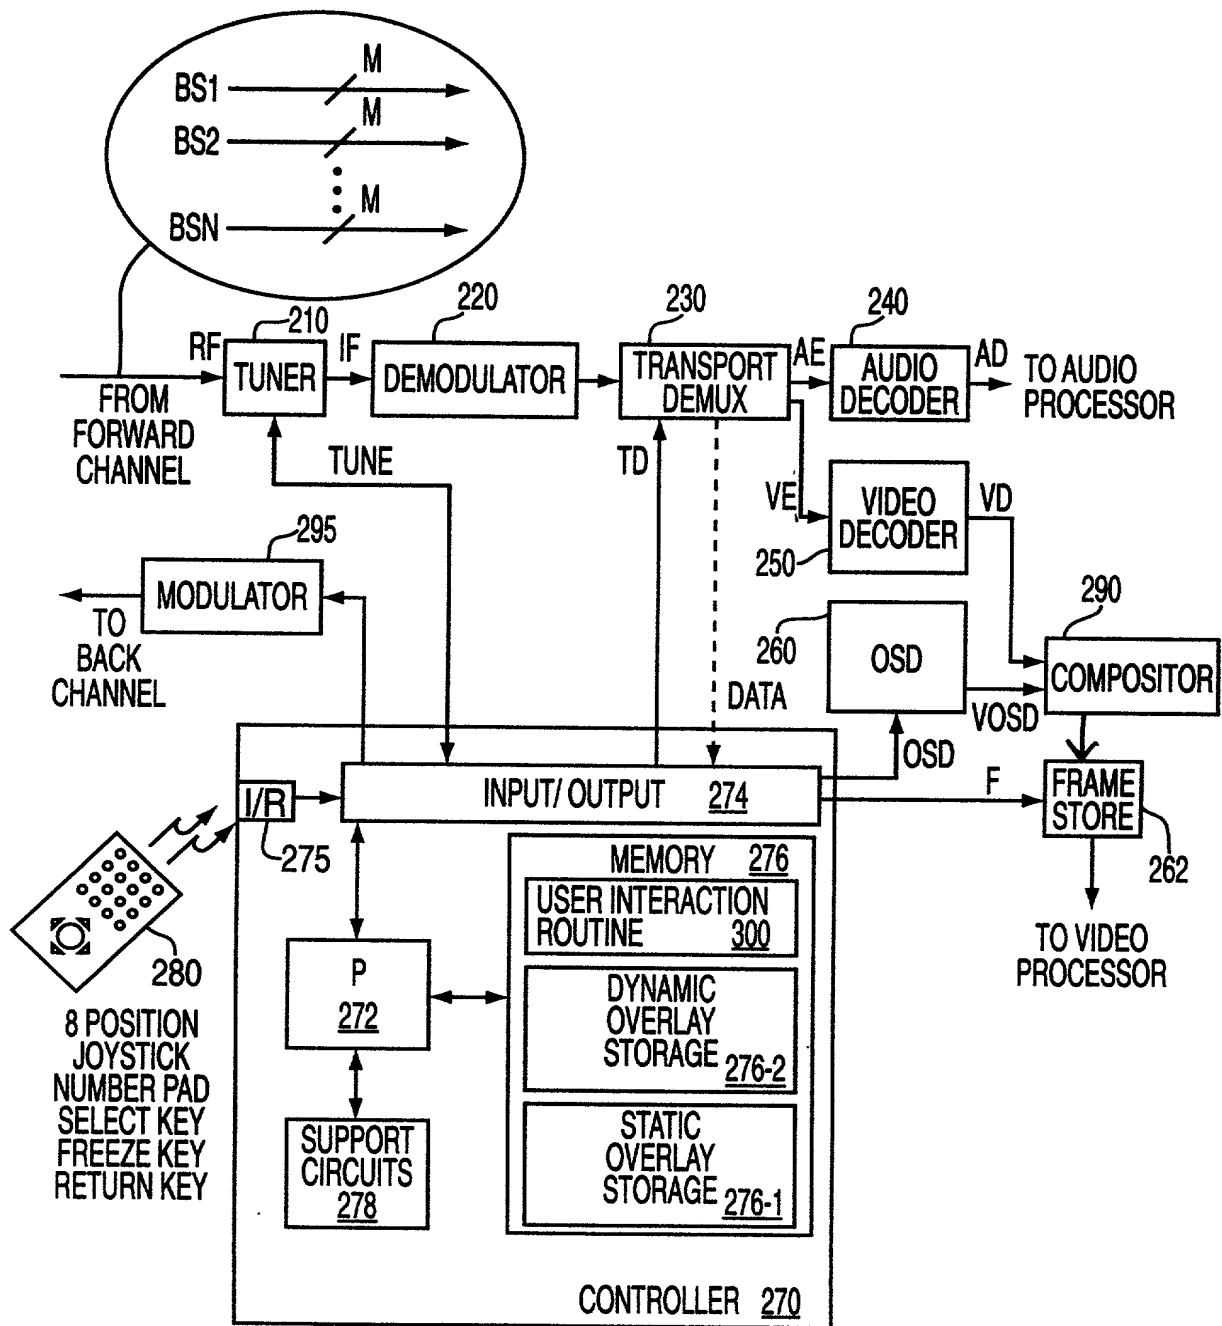 M
BS1
M
BS2
M
BSN
210
220
230
240
RF
TUNER
IF
DEMODULATOR
TRANSPORT
DEMUX
AE
AUDIO
DECODER
AD
TO AUDIO
PROCESSOR
FROM
FORWARD
CHANNEL
TUNE
TD
VE
VIDEO
DECODER
250
VD
295
MODULATOR
TO
BACK
CHANNEL
260
OSD
290
COMPOSITOR
DATA
VOSD
OSD
I/R
275
INPUT/ OUTPUT 274
F
FRAME
STORE
262
TO VIDEO
PROCESSOR
280
8 POSITION
JOYSTICK
NUMBER PAD
SELECT KEY
FREEZE KEY
RETURN KEY
MEMORY 276
USER INTERACTION
ROUTINE 300
P
272
DYNAMIC
OVERLAY
STORAGE
276-2
SUPPORT
CIRCUITS
278
STATIC
OVERLAY
STORAGE
276-1
CONTROLLER 270